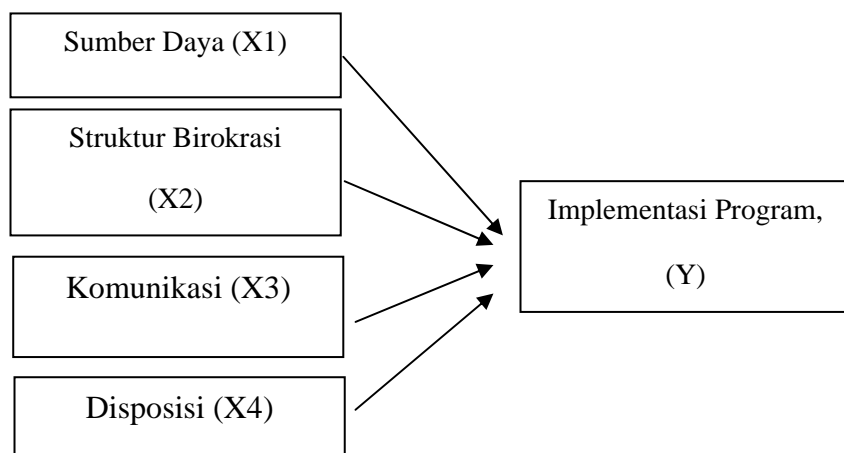 Sumber Daya (X1)
Struktur Birokrasi
(X2)
Komunikasi (X3)
Disposisi (X4)
Implementasi Program,
(Y)